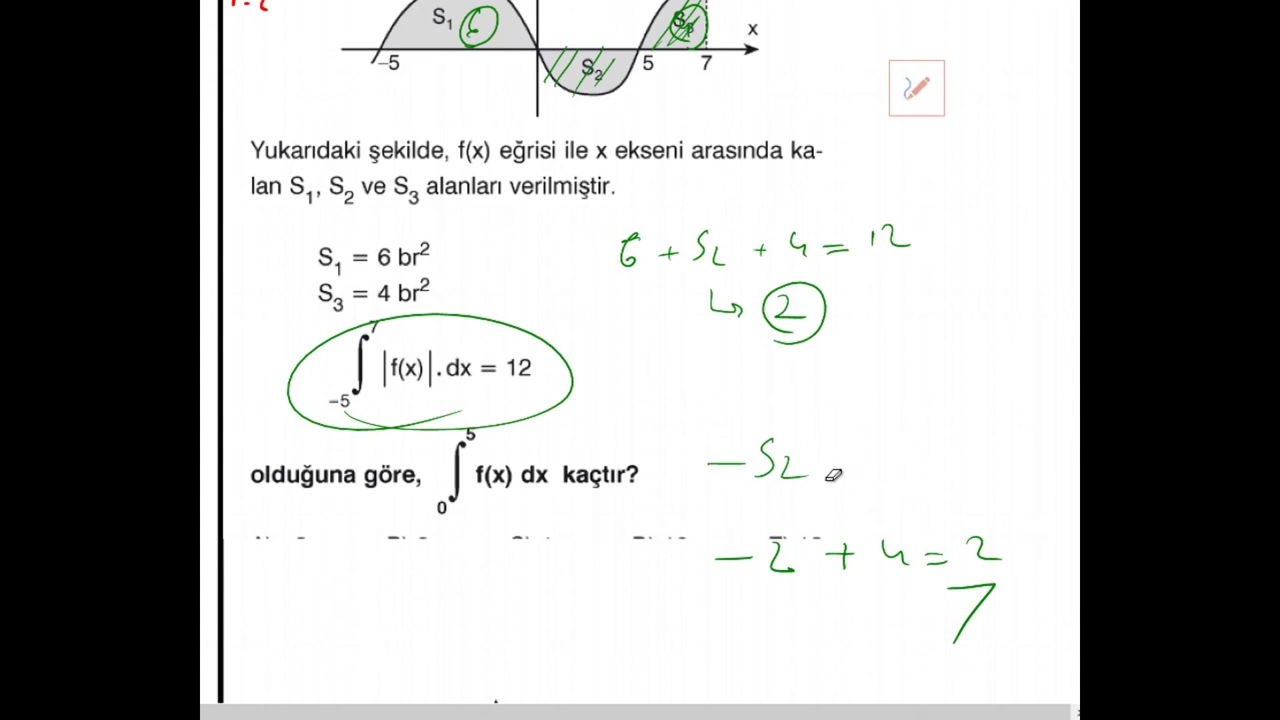 S1 6 S2 S3 x
-5 5 7
Yukarıdaki şekilde, f(x) eğrisi ile x ekseni arasında ka-
lan S1, S2 ve S3 alanları verilmiştir.
6 + S2 + 4 = 12
S1 = 6 br²
S3 = 4 br²
↳ 2
7
∫ |f(x)|. dx = 12
-5
5
olduğuna göre, ∫ f(x) dx kaçtır?
0
- S2
- 2 + 4 = 2